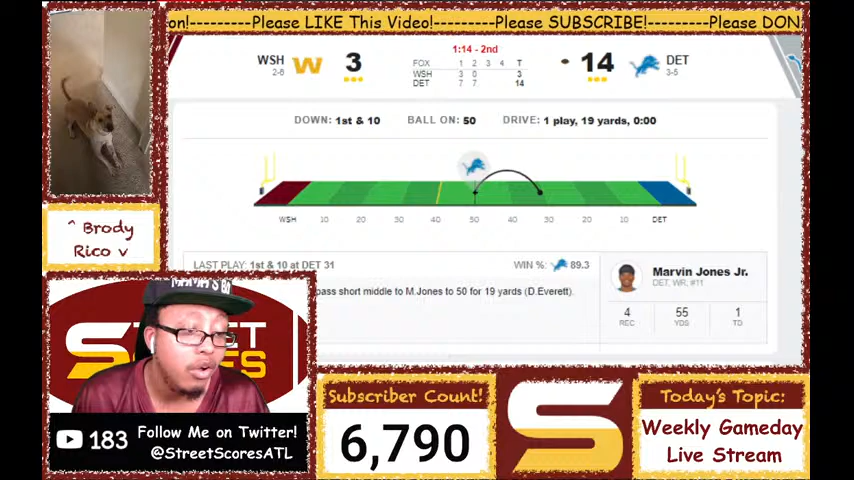 on!---------Please LIKE This Video!---------Please SUBSCRIBE!---------Please DON
WSH
2-6
3
1:14 - 2nd
FOX 1 2 3 4 T
WSH 3 0 3
DET 7 7 14
14
DET
3-5
DOWN: 1st & 10 BALL ON: 50 DRIVE: 1 play, 19 yards, 0:00
WSH 10 20 30 40 50 40 30 20 10 DET
^ Brody
Rico v
LAST PLAY: 1st & 10 at DET 31
WIN %: 89.3
pass short middle to M.Jones to 50 for 19 yards (D.Everett).
Marvin Jones Jr.
DET, WR, #11
4 55 1
REC YDS TD
STREET
SCORES
183
Follow Me on Twitter!
@StreetScoresATL
Subscriber Count!
6,790
Today's Topic:
Weekly Gameday
Live Stream